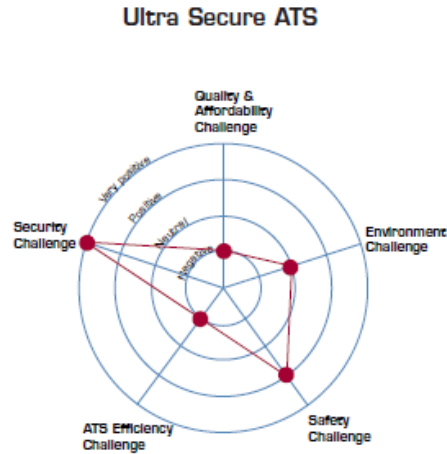 Ultra Secure ATS
Quality &
Affordability
Challenge
Very positive
Positive
Neutral
Negative
Security
Challenge
Environment
Challenge
ATS Efficiency
Challenge
Safety
Challenge